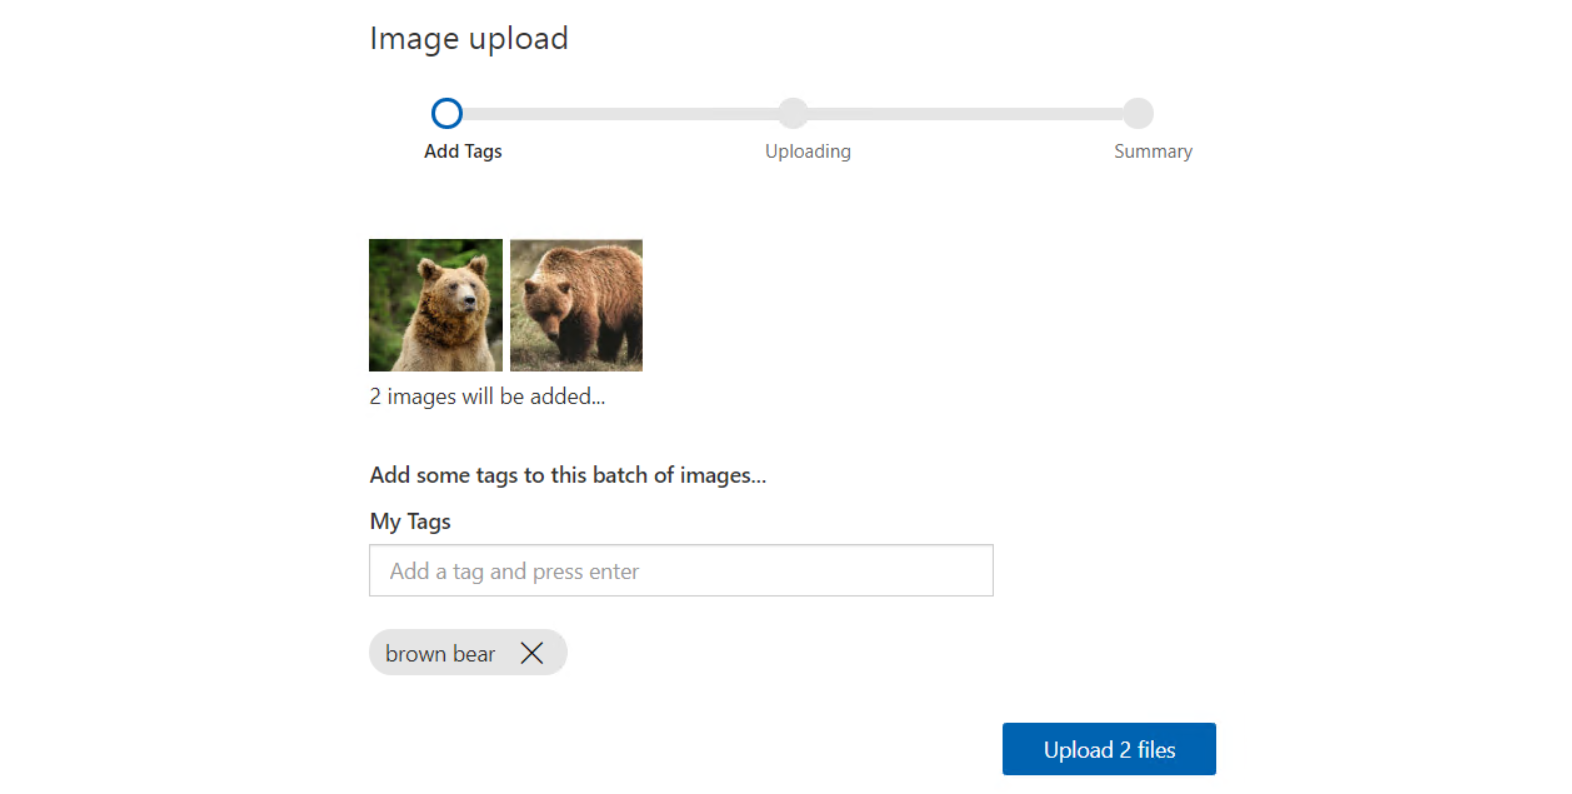 Image upload
Add Tags
Uploading
Summary
2 images will be added...
Add some tags to this batch of images...
My Tags
Add a tag and press enter
brown bear
Upload 2 files